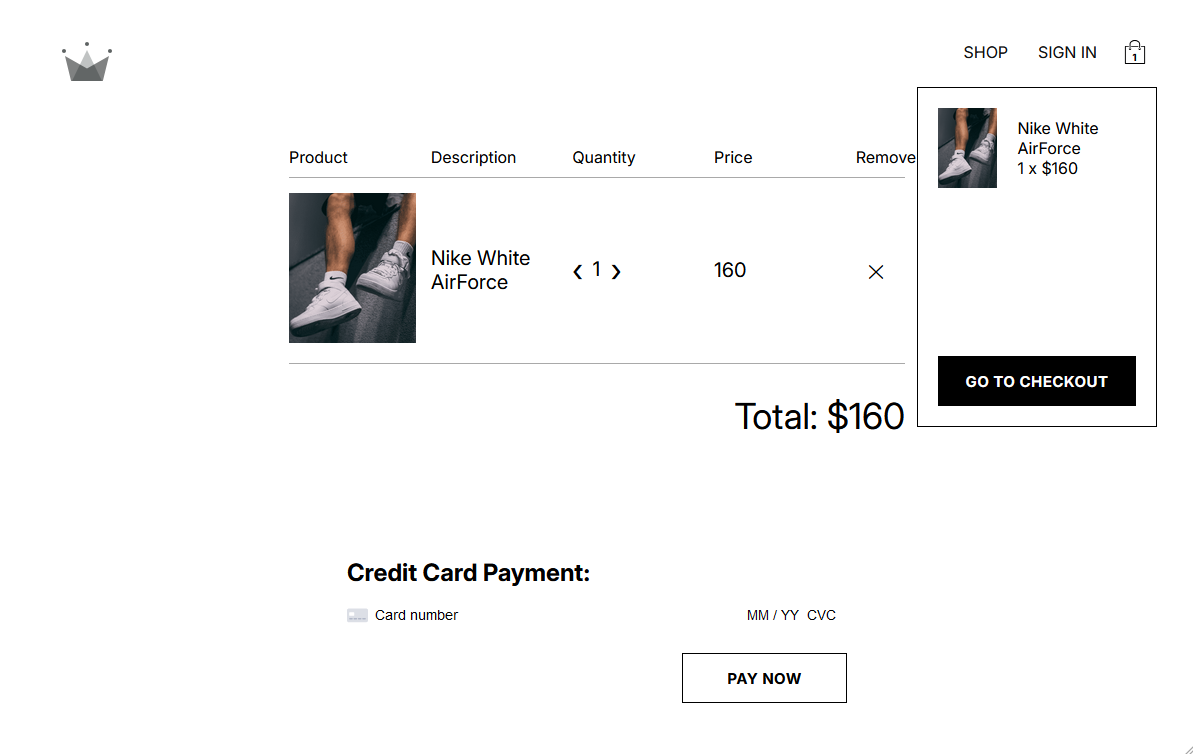 SHOP
SIGN IN
1
Product
Description
Quantity
Price
Remove
Nike White
AirForce
❮ 1 ❯
160
Nike White
AirForce
1 x $160
GO TO CHECKOUT
Total: $160
Credit Card Payment:
Card number
MM / YY
CVC
PAY NOW